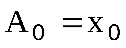 A₀ = x₀